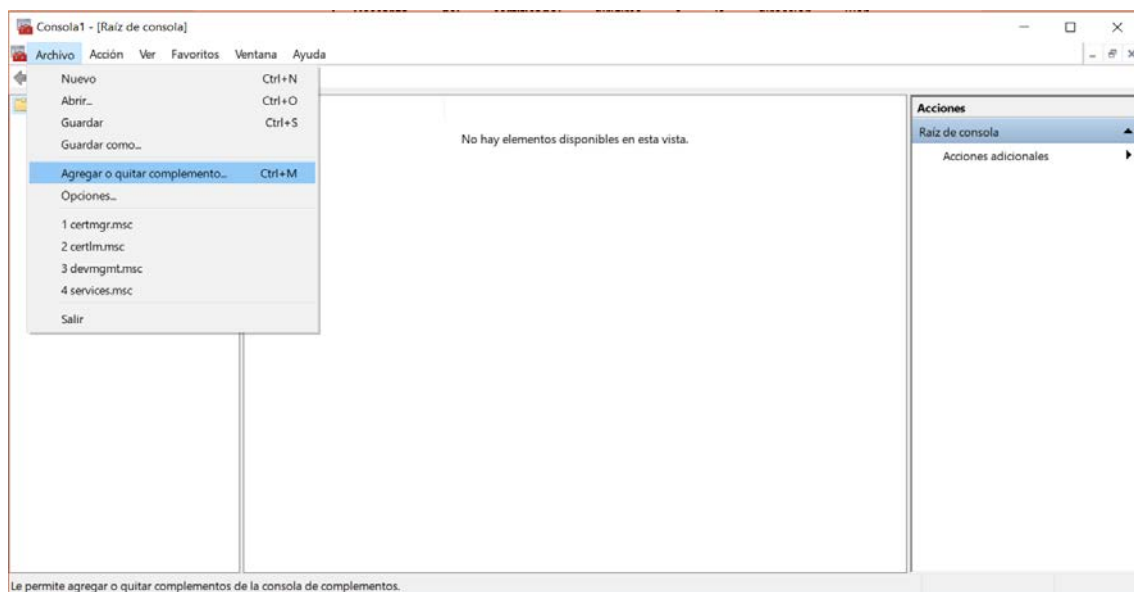 Consola1 - [Raíz de consola]
Archivo Acción Ver Favoritos Ventana Ayuda
Nuevo Ctrl+N
Abrir... Ctrl+O
Guardar Ctrl+S
Guardar como...
Agregar o quitar complemento... Ctrl+M
Opciones...
1 certmgr.msc
2 certlm.msc
3 devmgmt.msc
4 services.msc
Salir
No hay elementos disponibles en esta vista.
Acciones
Raíz de consola
Acciones adicionales
Le permite agregar o quitar complementos de la consola de complementos.